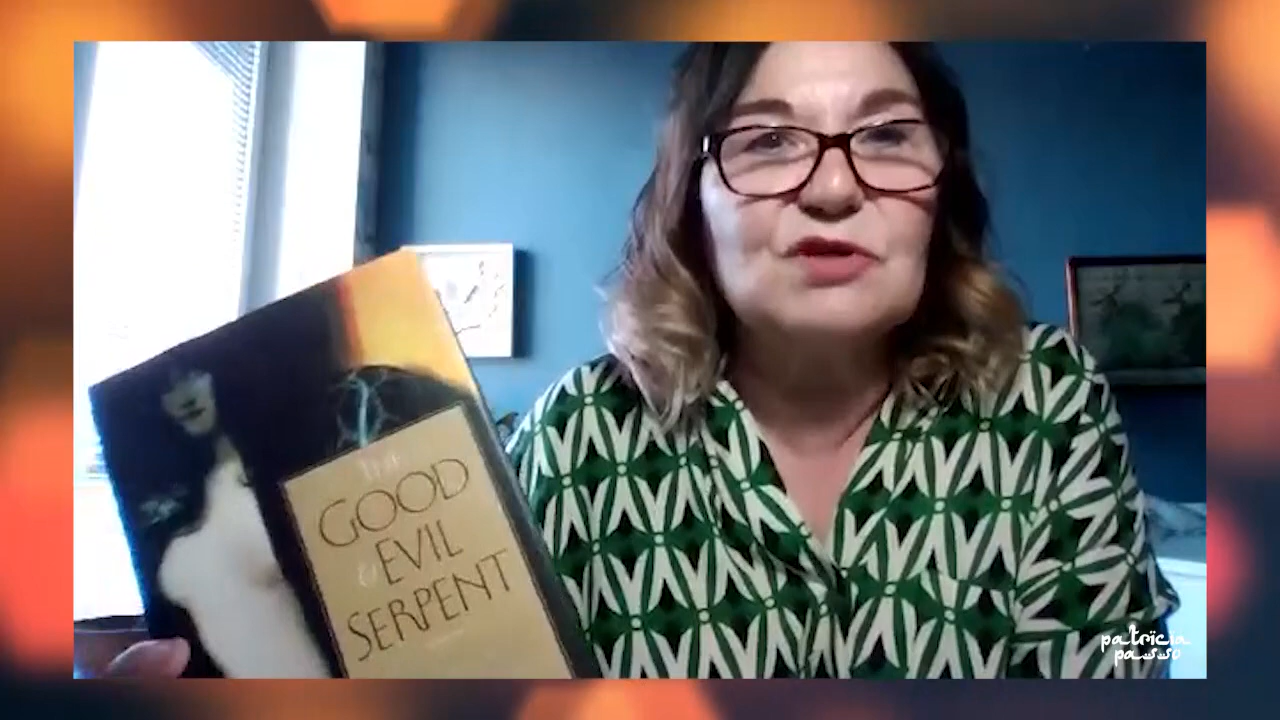 THE
GOOD
& EVIL
SERPENT
patricia
passo